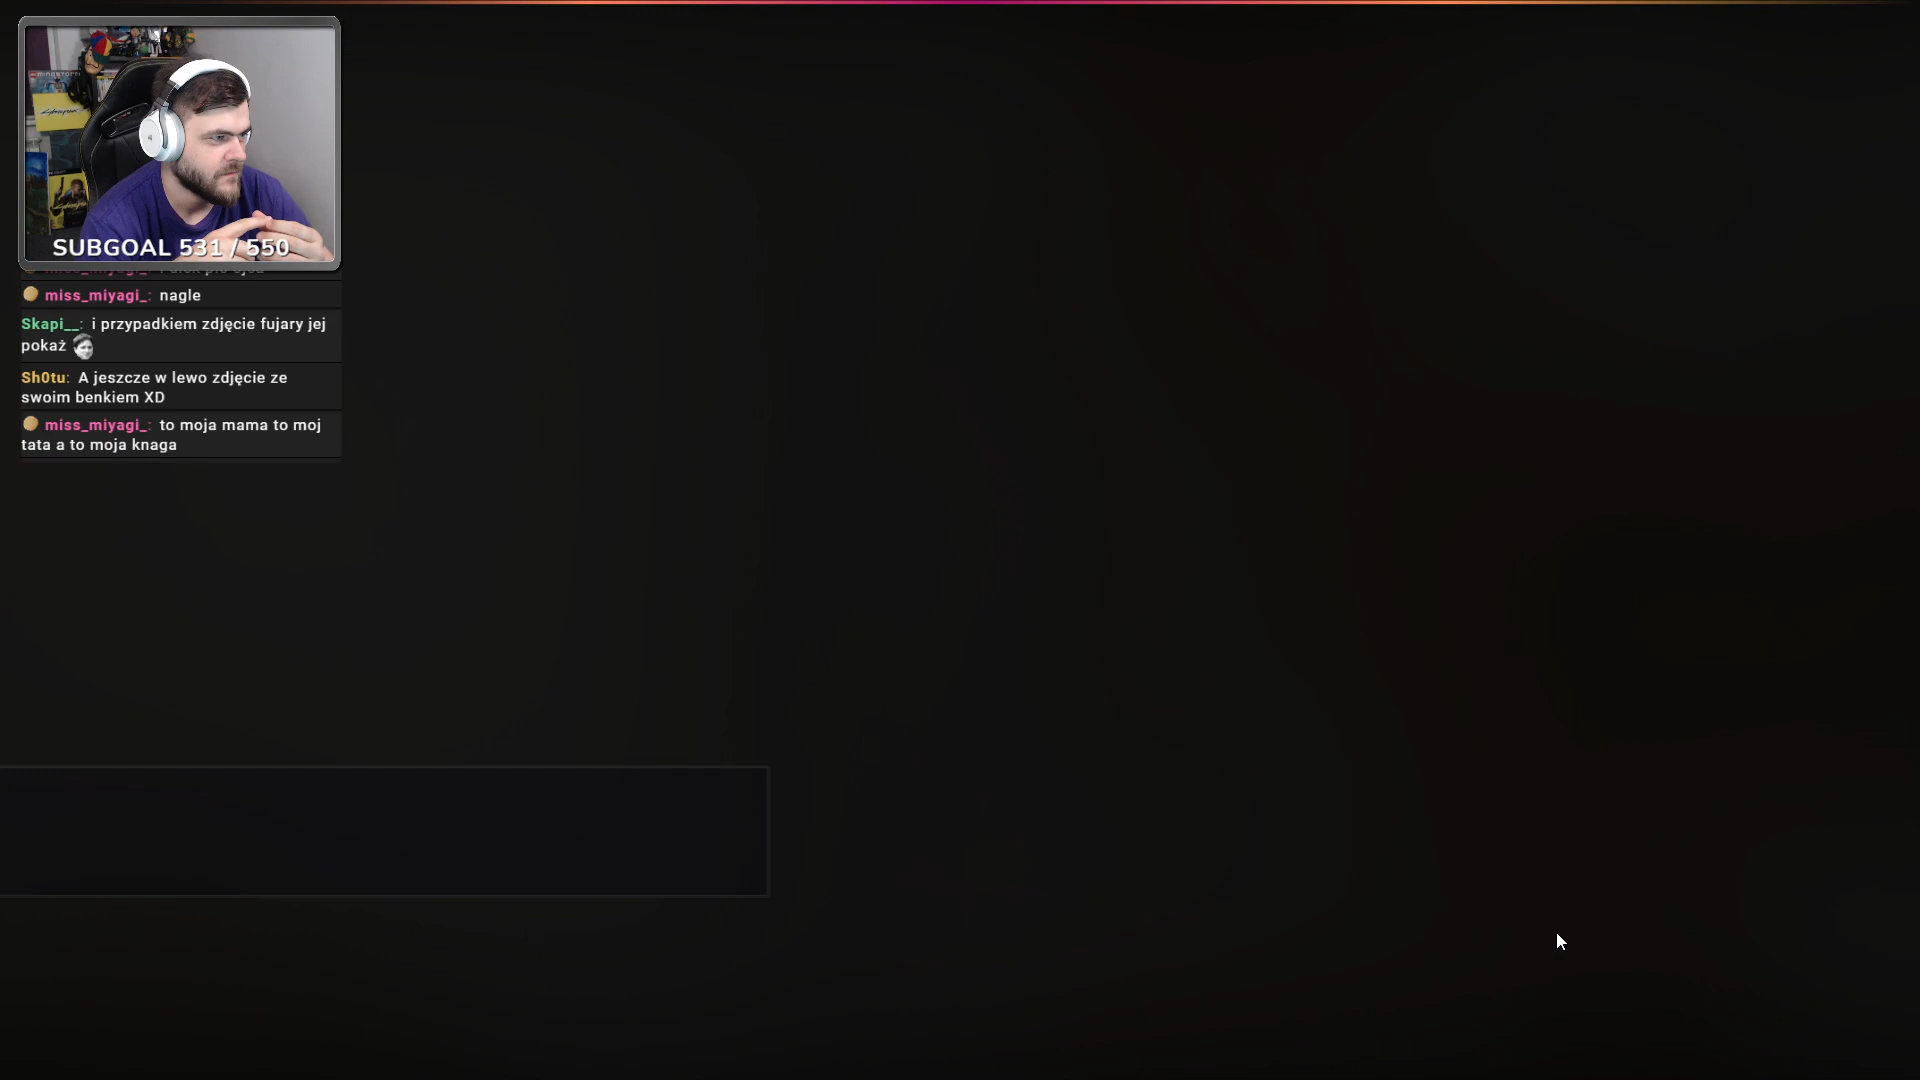 SUBGOAL 531 / 550
miss_miyagi_: nagle
Skapi__: i przypadkiem zdjęcie fujary jej
pokaż
Sh0tu: A jeszcze w lewo zdjęcie ze
swoim benkiem XD
miss_miyagi_: to moja mama to moj
tata a to moja knaga